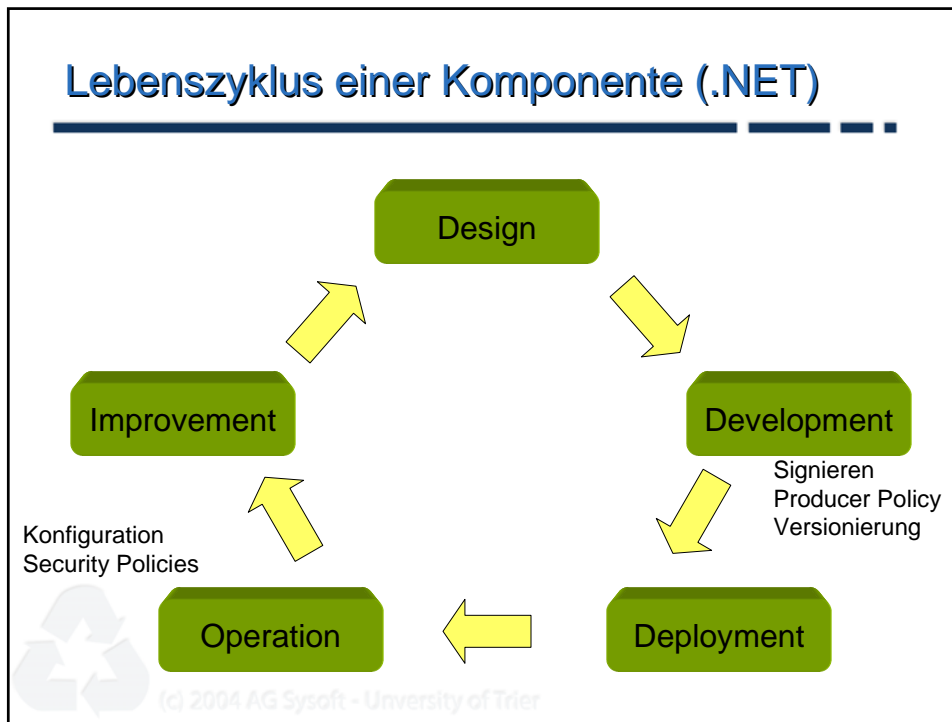 Lebenszyklus einer Komponente (.NET)
Design
Improvement
Development
Signieren
Producer Policy
Versionierung
Konfiguration
Security Policies
Operation
Deployment
(c) 2004 AG Sysoft - Unversity of Trier